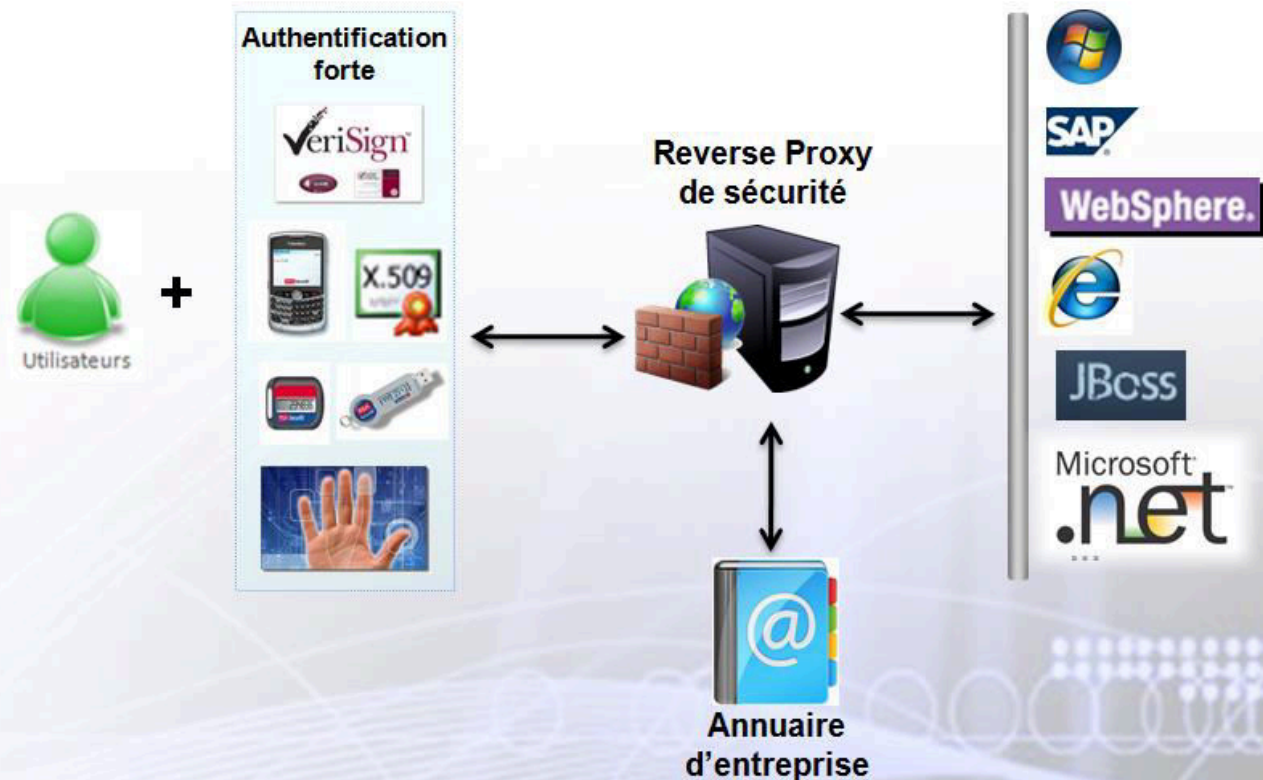 Authentification
forte
VeriSign
X.509
Utilisateurs
+
Reverse Proxy
de sécurité
Annuaire
d'entreprise
SAP
WebSphere.
JBoss
Microsoft
.net
...